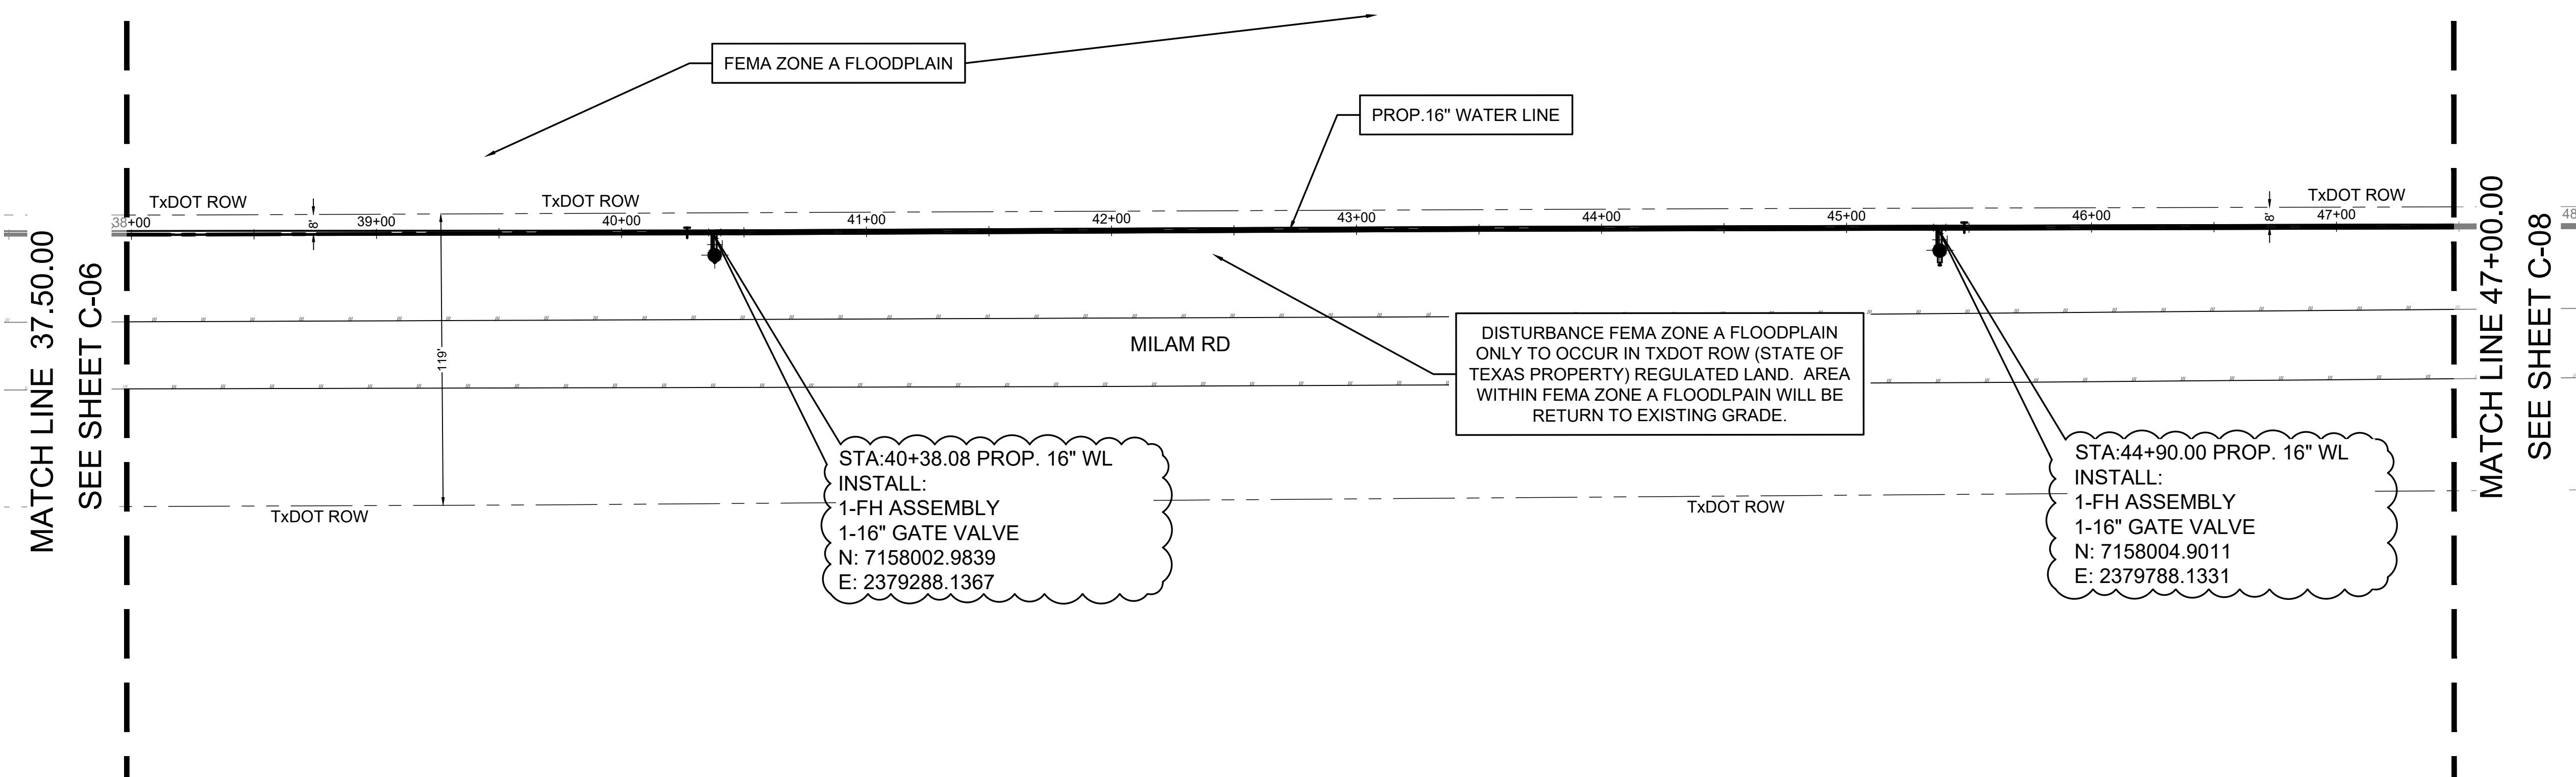 FEMA ZONE A FLOODPLAIN
PROP.16" WATER LINE
TxDOT ROW
TxDOT ROW
TxDOT ROW
38+00
8'
39+00
40+00
41+00
42+00
43+00
44+00
45+00
46+00
8'
47+00
48
MATCH LINE 37.50.00
SEE SHEET C-06
119'
MILAM RD
DISTURBANCE FEMA ZONE A FLOODPLAIN
ONLY TO OCCUR IN TXDOT ROW (STATE OF
TEXAS PROPERTY) REGULATED LAND. AREA
WITHIN FEMA ZONE A FLOODLPAIN WILL BE
RETURN TO EXISTING GRADE.
MATCH LINE 47+00.00
SEE SHEET C-08
STA:40+38.08 PROP. 16" WL
INSTALL:
1-FH ASSEMBLY
1-16" GATE VALVE
N: 7158002.9839
E: 2379288.1367
STA:44+90.00 PROP. 16" WL
INSTALL:
1-FH ASSEMBLY
1-16" GATE VALVE
N: 7158004.9011
E: 2379788.1331
TxDOT ROW
TxDOT ROW